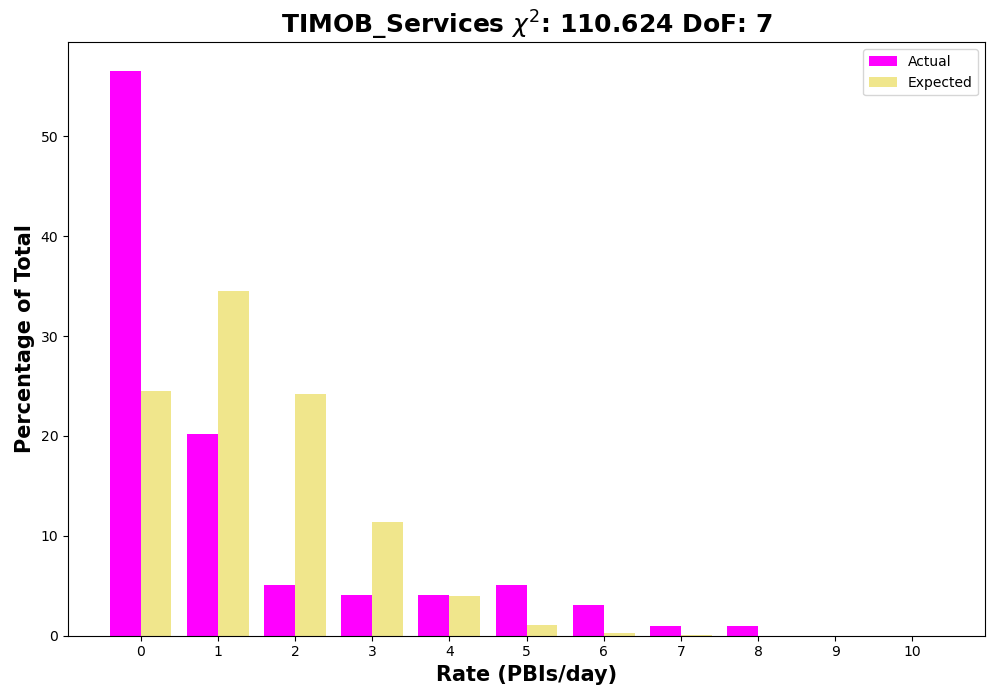 TIMOB_Services χ²: 110.624 DoF: 7
Actual
Expected
Percentage of Total
50
40
30
20
10
0
0 1 2 3 4 5 6 7 8 9 10
Rate (PBIs/day)